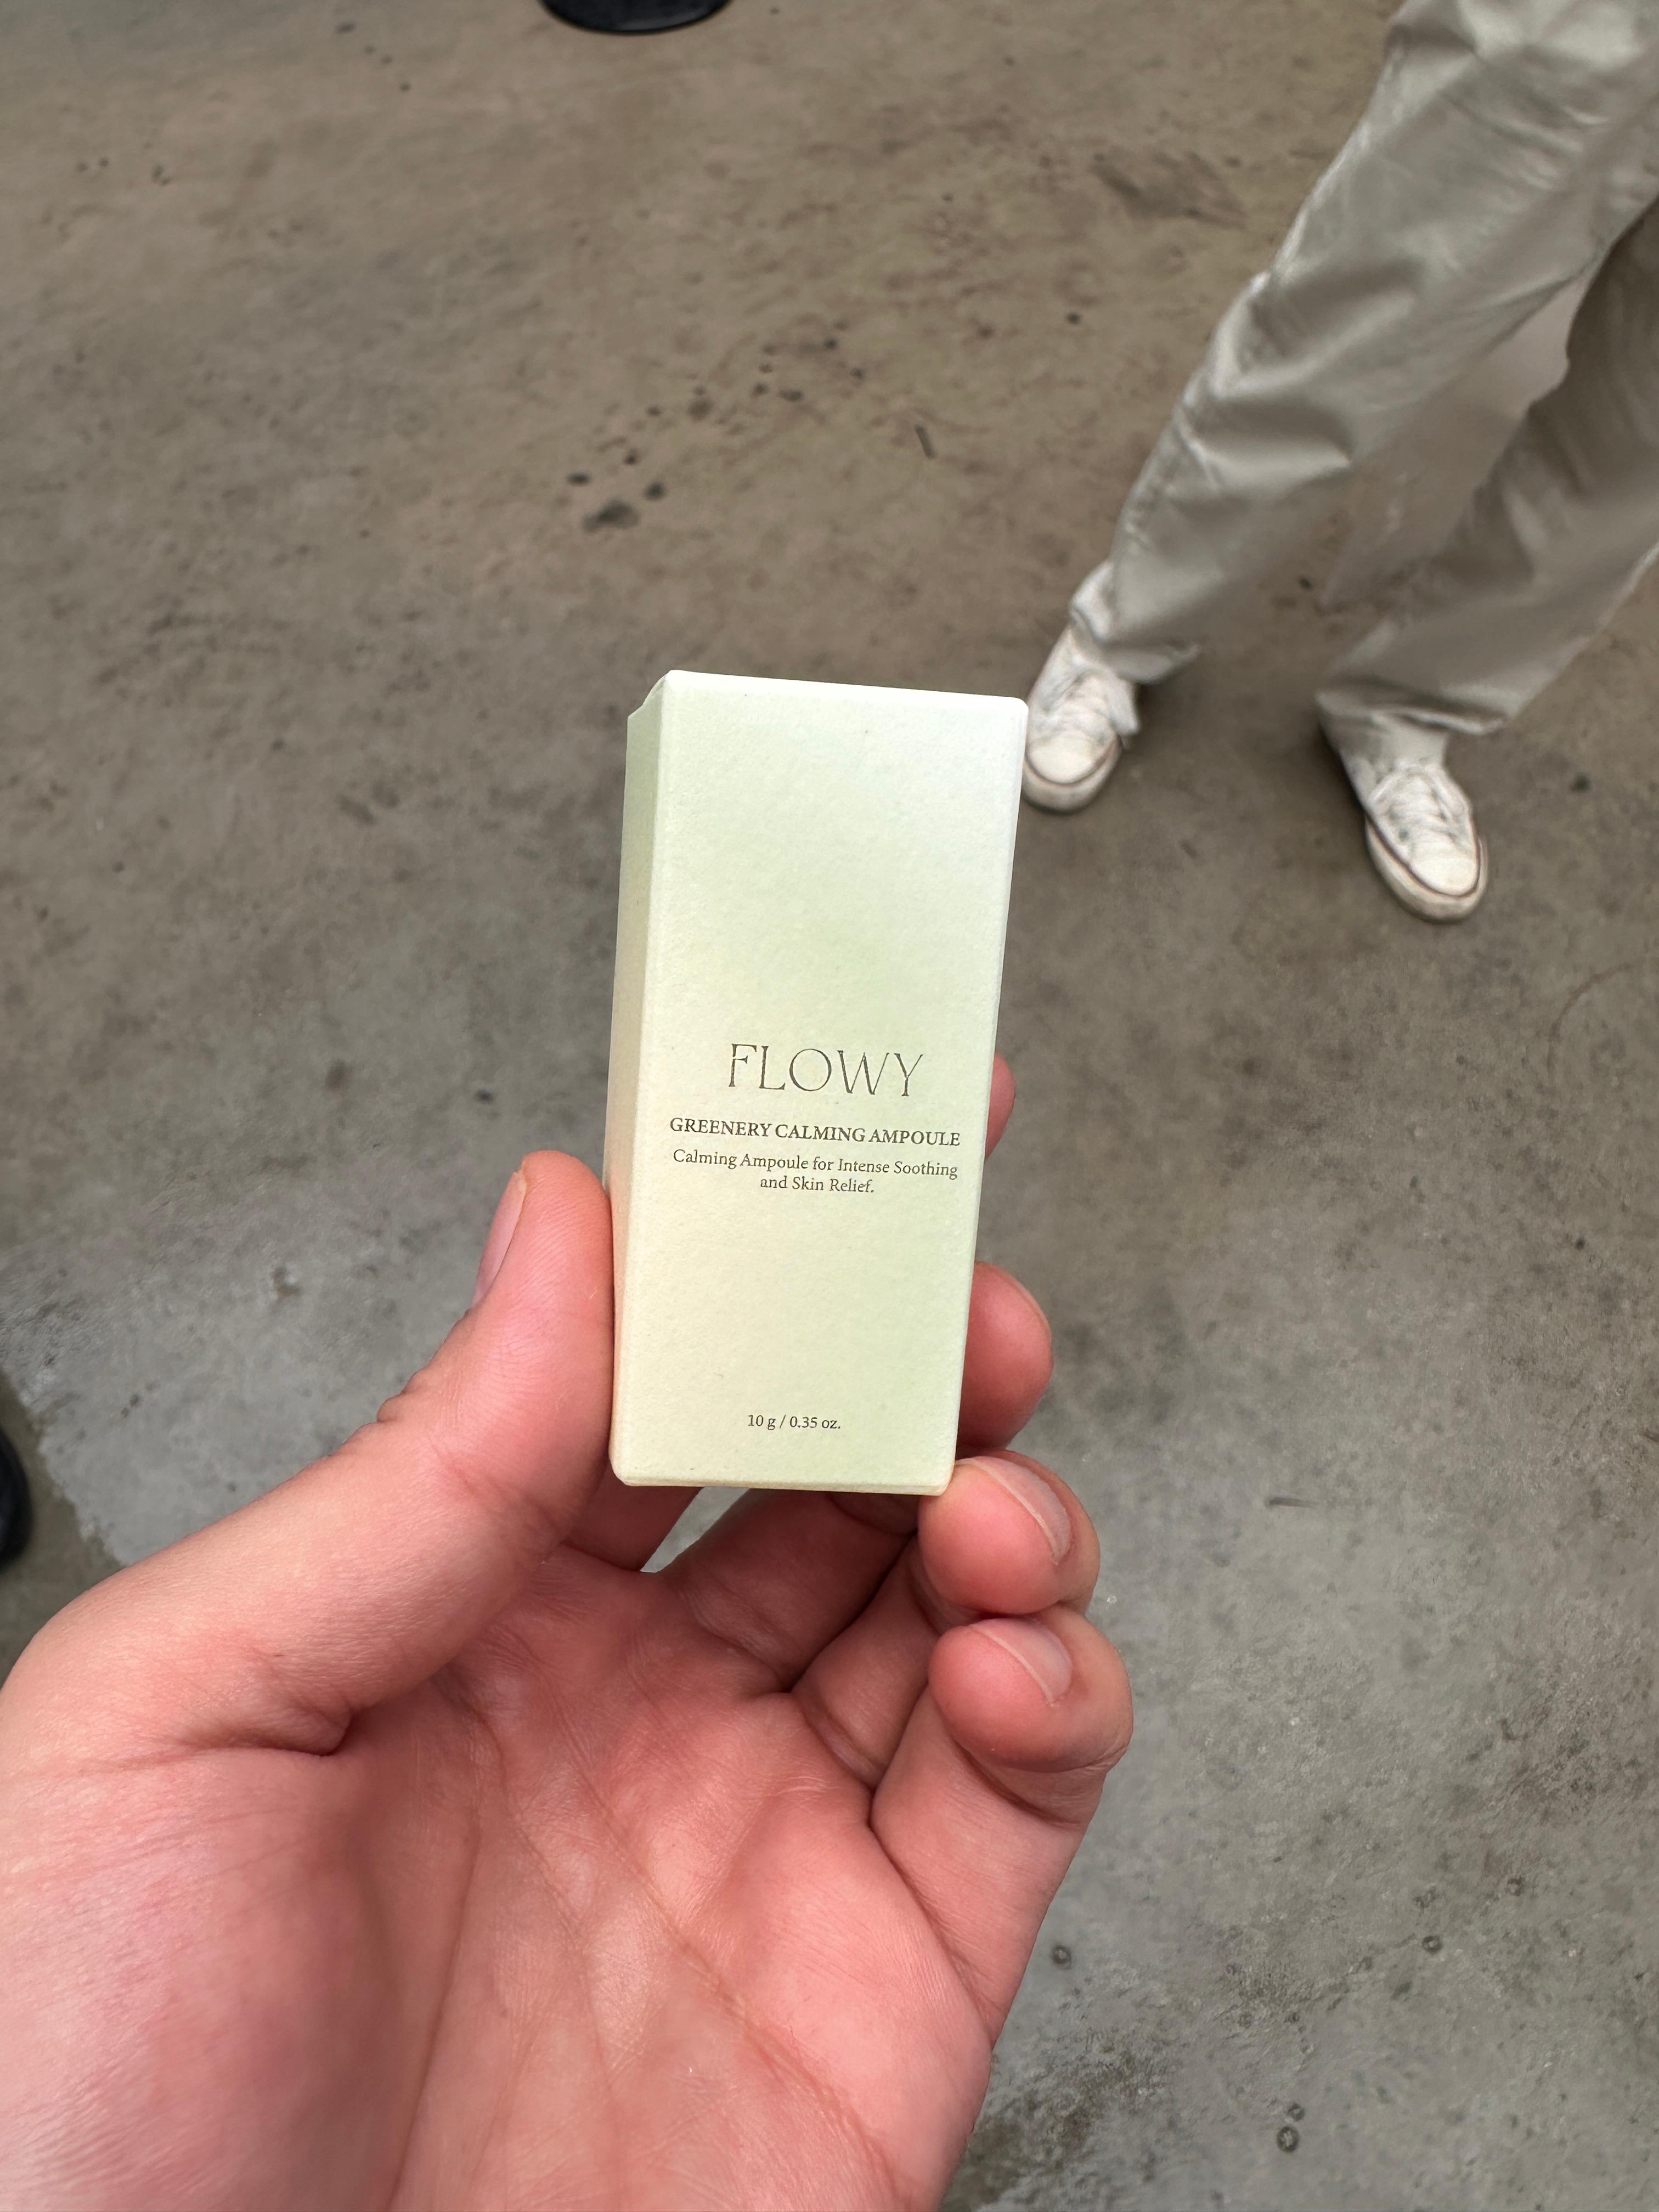 FLOWY
GREENERY CALMING AMPOULE
Calming Ampoule for Intense Soothing
and Skin Relief.
10 g / 0.35 oz.